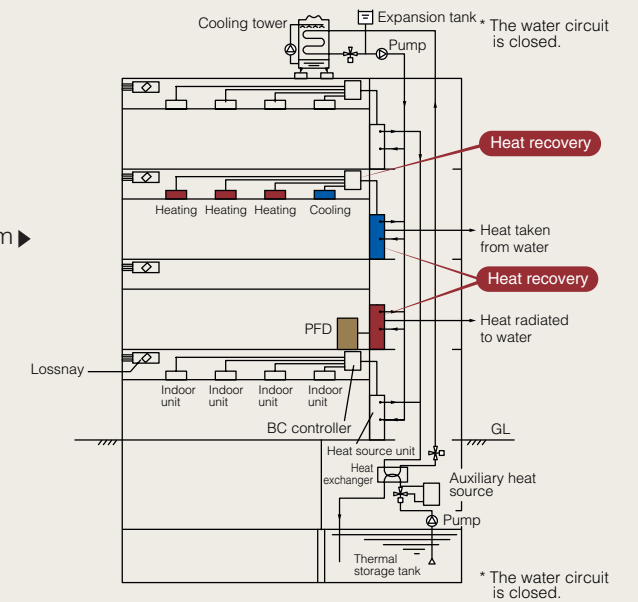 Cooling tower
Expansion tank
* The water circuit
is closed.
Pump
Heat recovery
Heating Heating Heating Cooling
m ▶
Heat taken
from water
Heat recovery
PFD
Heat radiated
to water
Lossnay
Indoor
unit
Indoor
unit
Indoor
unit
Indoor
unit
BC controller
GL
Heat source unit
Heat
exchanger
Auxiliary heat
source
Pump
Thermal
storage tank
* The water circuit
is closed.